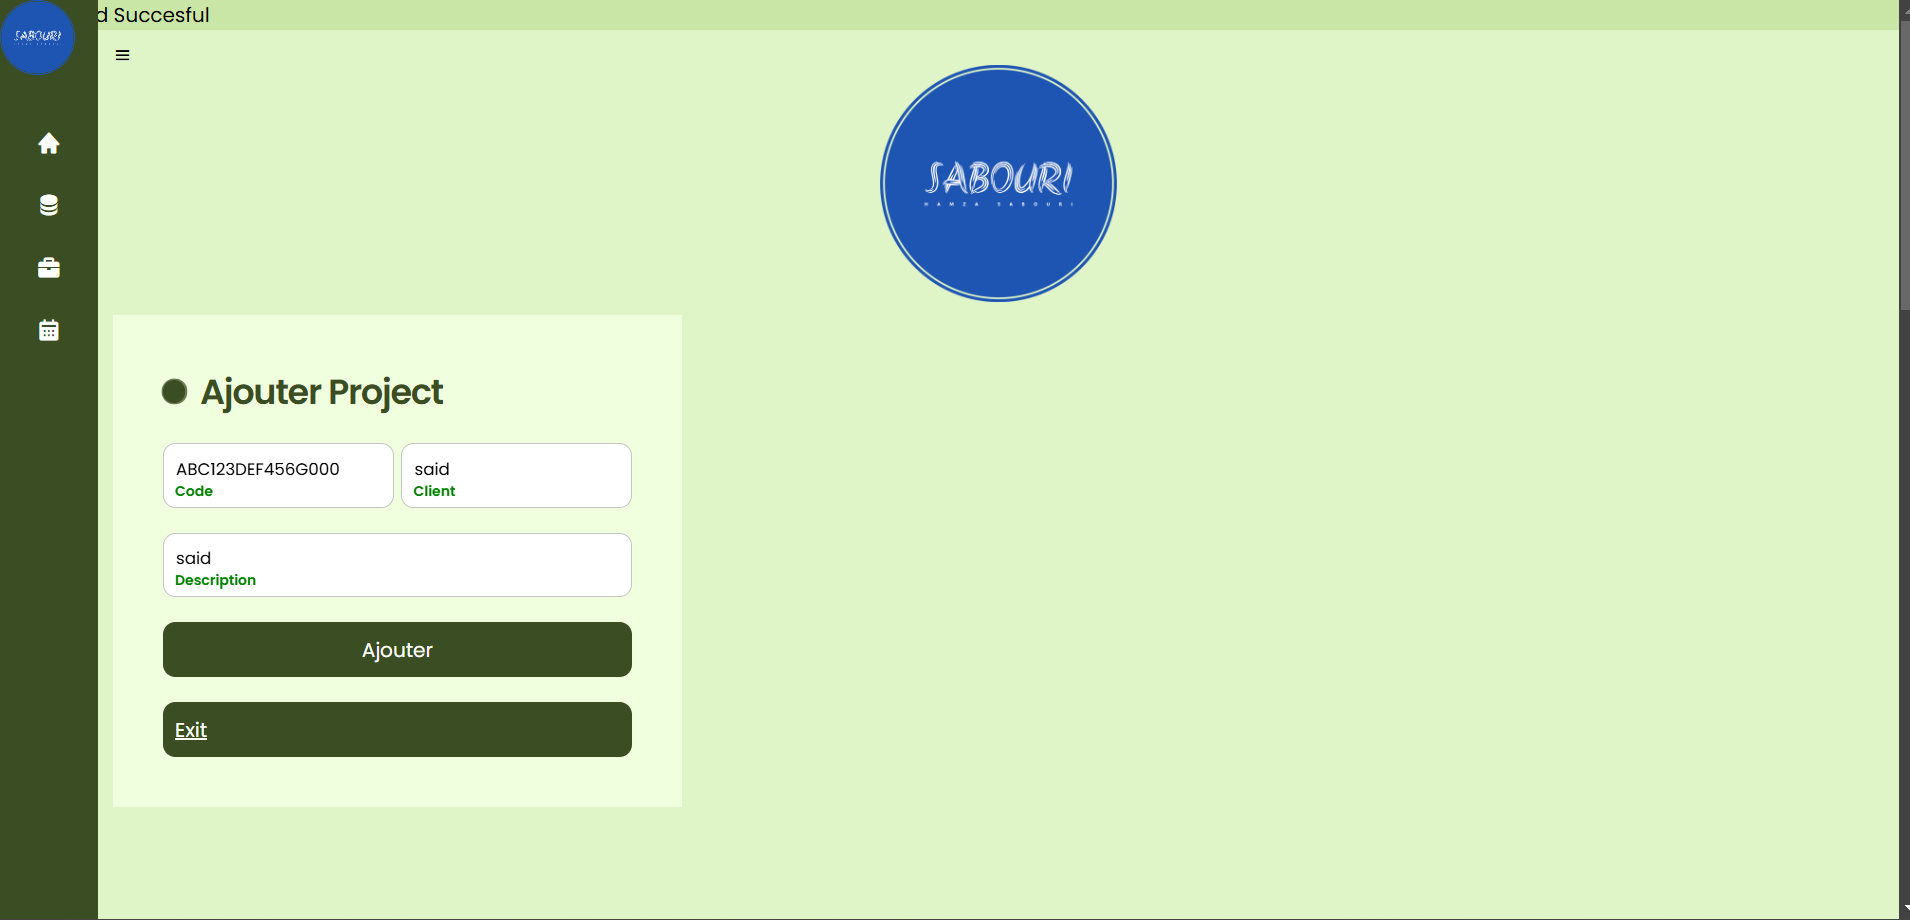 d Succesful
SABOURI
SABOURI
HAMZA SABOURI
Ajouter Project
ABC123DEF456G000
Code
said
Client
said
Description
Ajouter
Exit